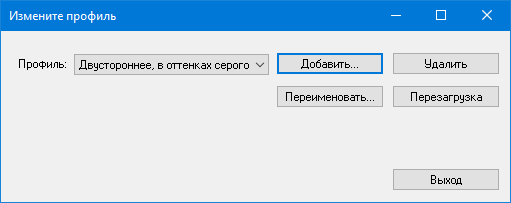 Измените профиль
Профиль: Двустороннее, в оттенках серого Добавить... Удалить
Переименовать... Перезагрузка
Выход